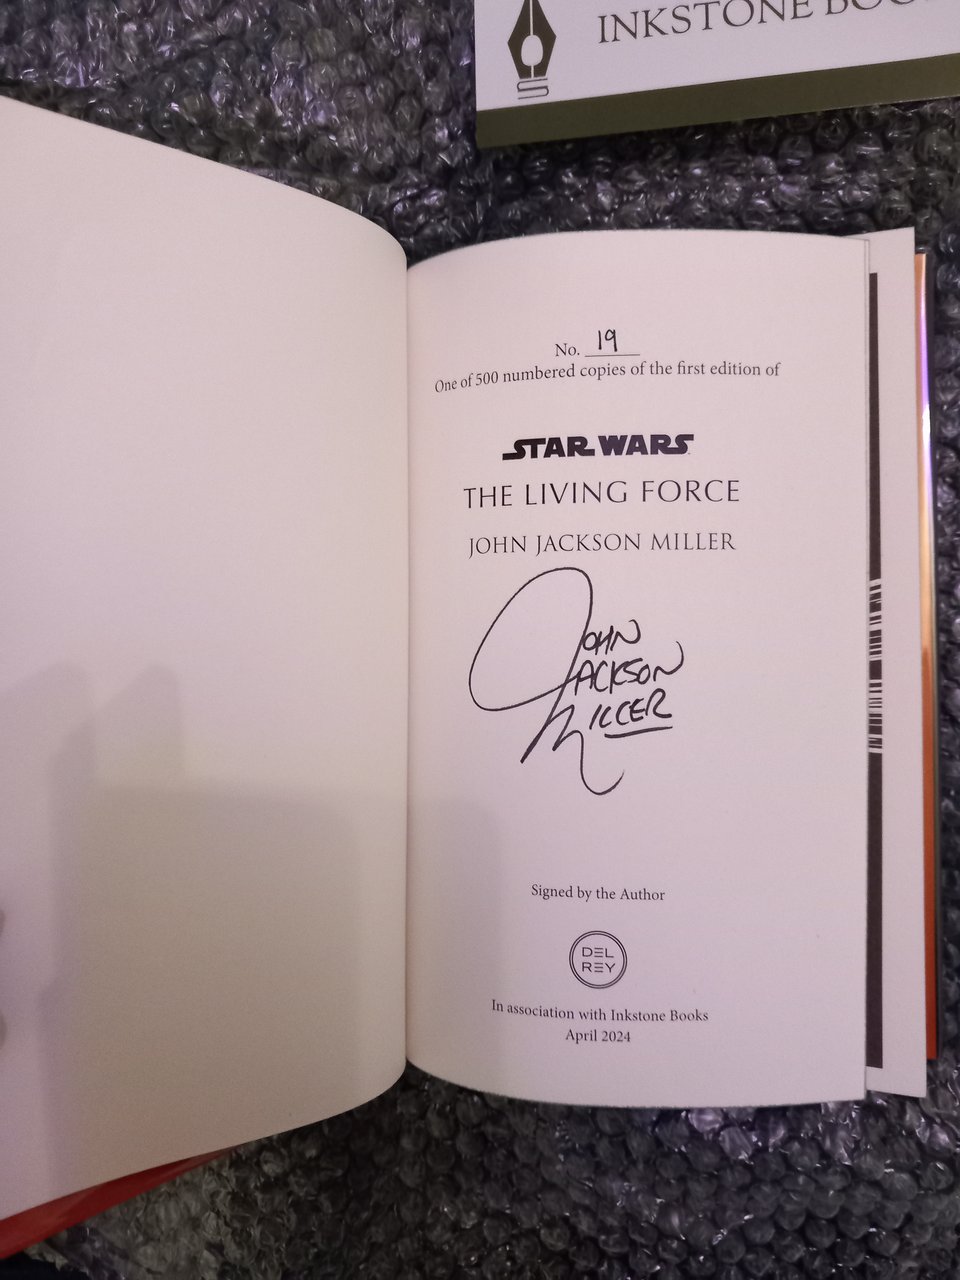 INKSTONE BOO
S
No. 19
One of 500 numbered copies of the first edition of
STAR WARS
THE LIVING FORCE
JOHN JACKSON MILLER
JOHN
JACKSON
MILLER
Signed by the Author
DEL
REY
In association with Inkstone Books
April 2024